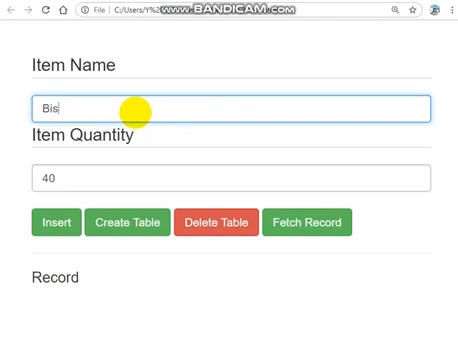 File C:/Users/Y%20
WWW.BANDICAM.COM
Item Name
Bis
Item Quantity
40
Insert Create Table Delete Table Fetch Record
Record